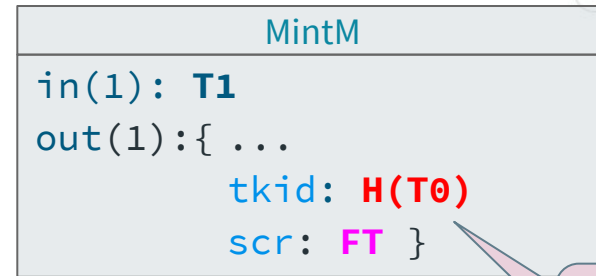 MintM
in(1): T1
out(1):{ ...
tkid: H(T0)
scr: FT }